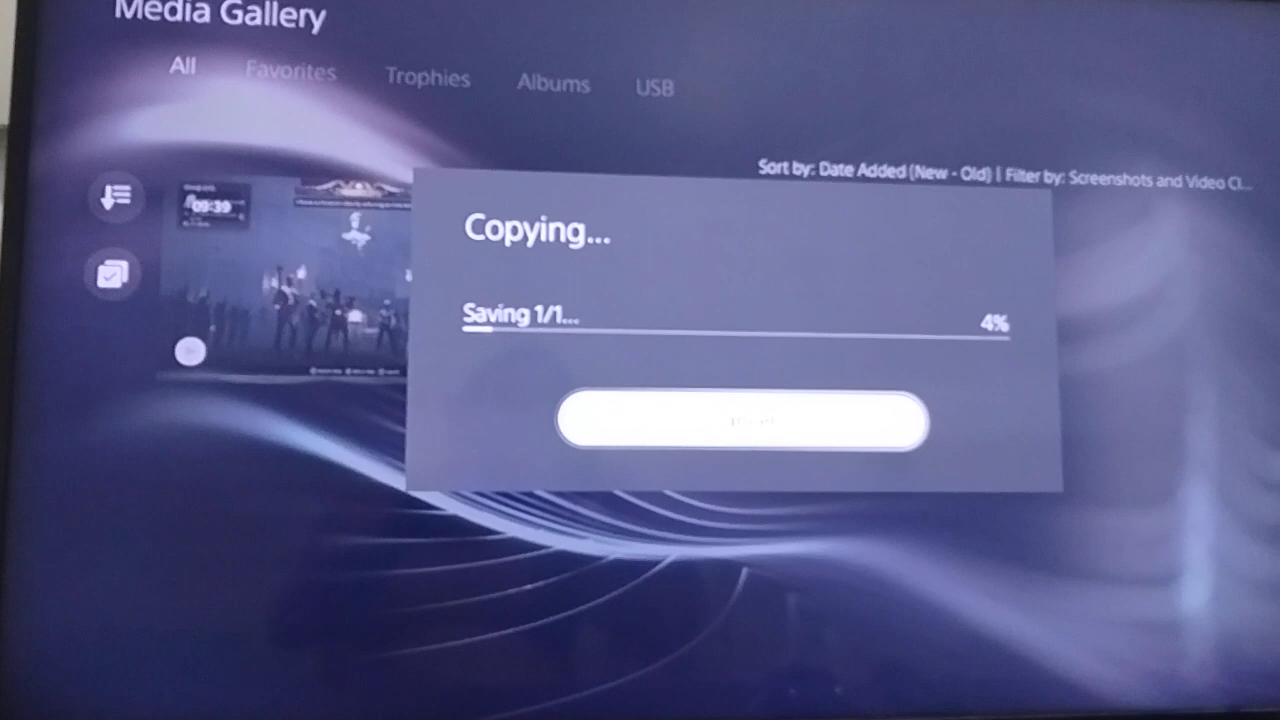 Media Gallery
All
Favorites
Trophies
Albums
USB
Sort by: Date Added (New - Old) | Filter by: Screenshots and Video Cl...
09:39
Copying...
Saving 1/1...
4%